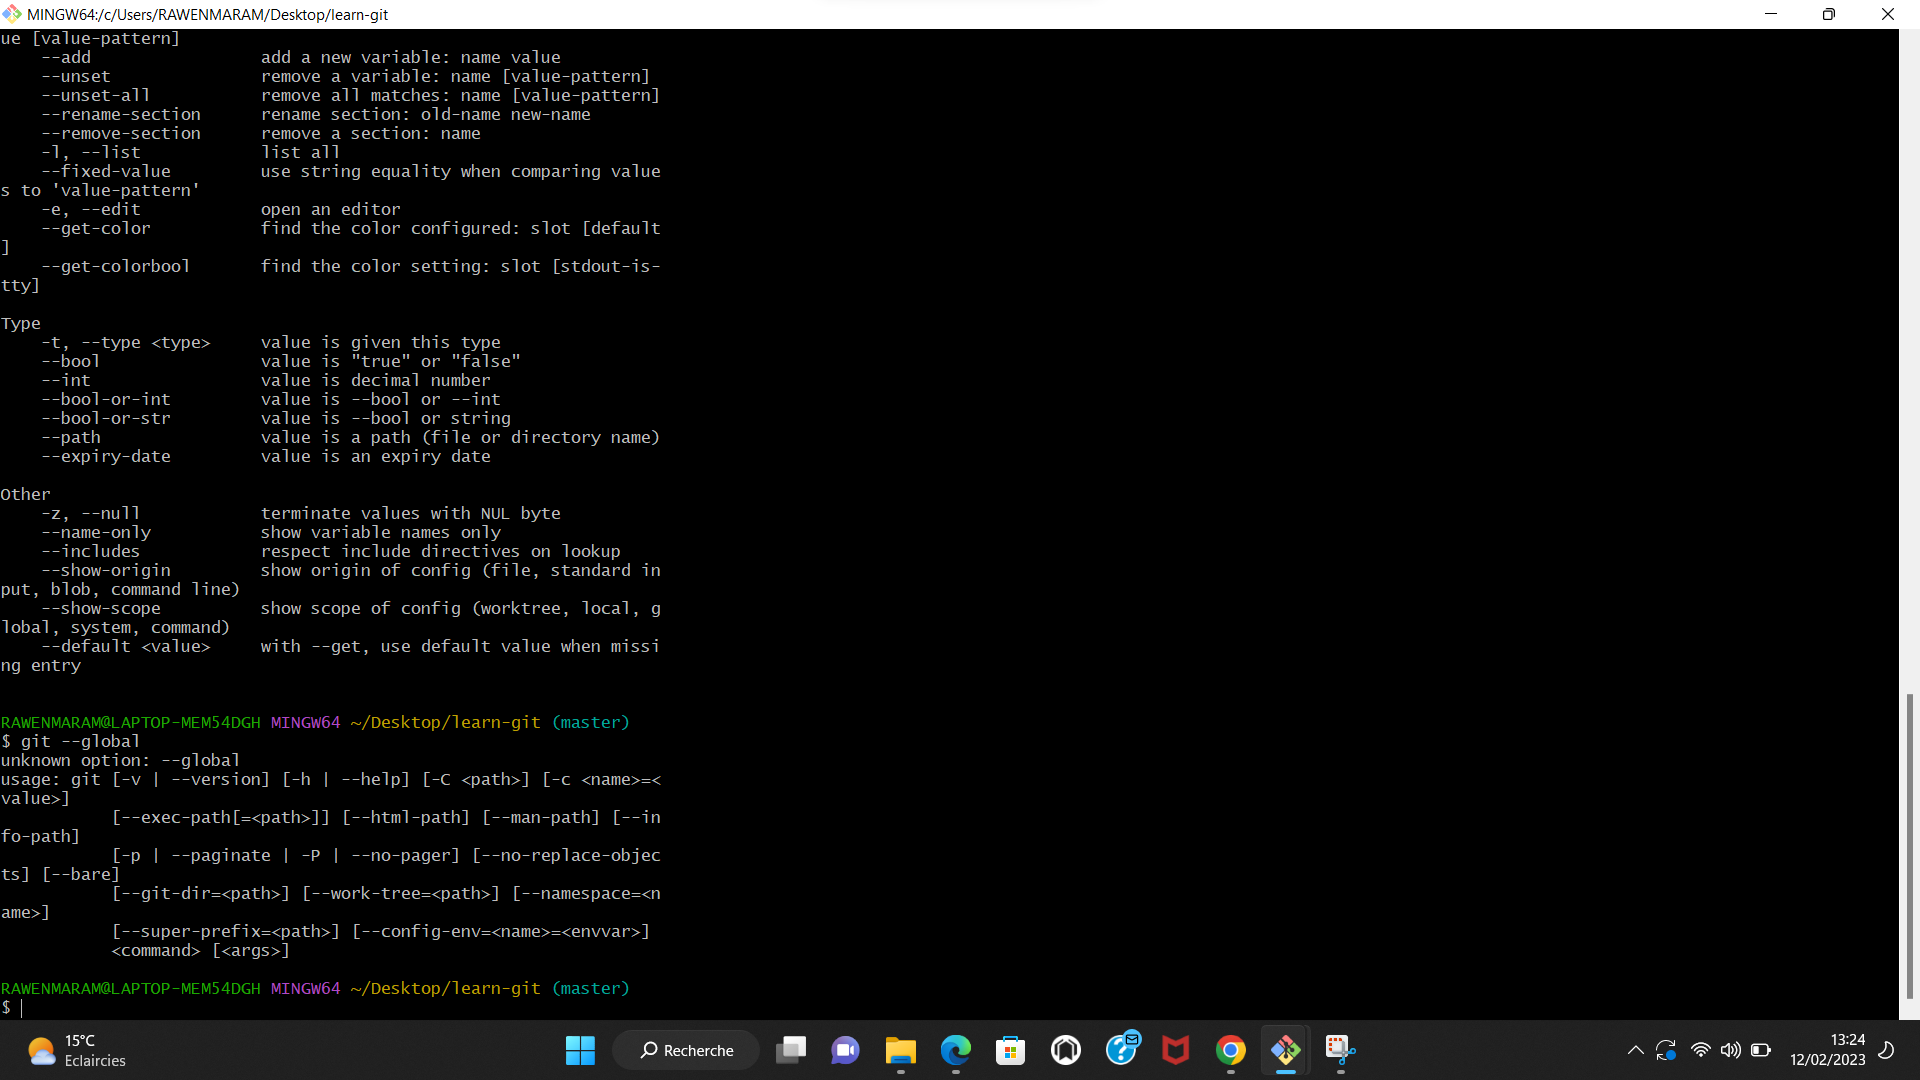 MINGW64:/c/Users/RAWENMARAM/Desktop/learn-git
ue [value-pattern]
    --add                 add a new variable: name value
    --unset               remove a variable: name [value-pattern]
    --unset-all           remove all matches: name [value-pattern]
    --rename-section      rename section: old-name new-name
    --remove-section      remove a section: name
    -l, --list            list all
    --fixed-value         use string equality when comparing value
s to 'value-pattern'
    -e, --edit            open an editor
    --get-color           find the color configured: slot [default
]
    --get-colorbool       find the color setting: slot [stdout-is-
tty]
Type
    -t, --type <type>     value is given this type
    --bool                value is "true" or "false"
    --int                 value is decimal number
    --bool-or-int         value is --bool or --int
    --bool-or-str         value is --bool or string
    --path                value is a path (file or directory name)
    --expiry-date         value is an expiry date
Other
    -z, --null            terminate values with NUL byte
    --name-only           show variable names only
    --includes            respect include directives on lookup
    --show-origin         show origin of config (file, standard in
put, blob, command line)
    --show-scope          show scope of config (worktree, local, g
lobal, system, command)
    --default <value>     with --get, use default value when missi
ng entry
RAWENMARAM@LAPTOP-MEM54DGH MINGW64 ~/Desktop/learn-git (master)
$ git --global
unknown option: --global
usage: git [-v | --version] [-h | --help] [-C <path>] [-c <name>=<
value>]
           [--exec-path[=<path>]] [--html-path] [--man-path] [--in
fo-path]
           [-p | --paginate | -P | --no-pager] [--no-replace-objec
ts] [--bare]
           [--git-dir=<path>] [--work-tree=<path>] [--namespace=<n
ame>]
           [--super-prefix=<path>] [--config-env=<name>=<envvar>]
           <command> [<args>]
RAWENMARAM@LAPTOP-MEM54DGH MINGW64 ~/Desktop/learn-git (master)
$
15°C
Eclaircies
Recherche
13:24
12/02/2023